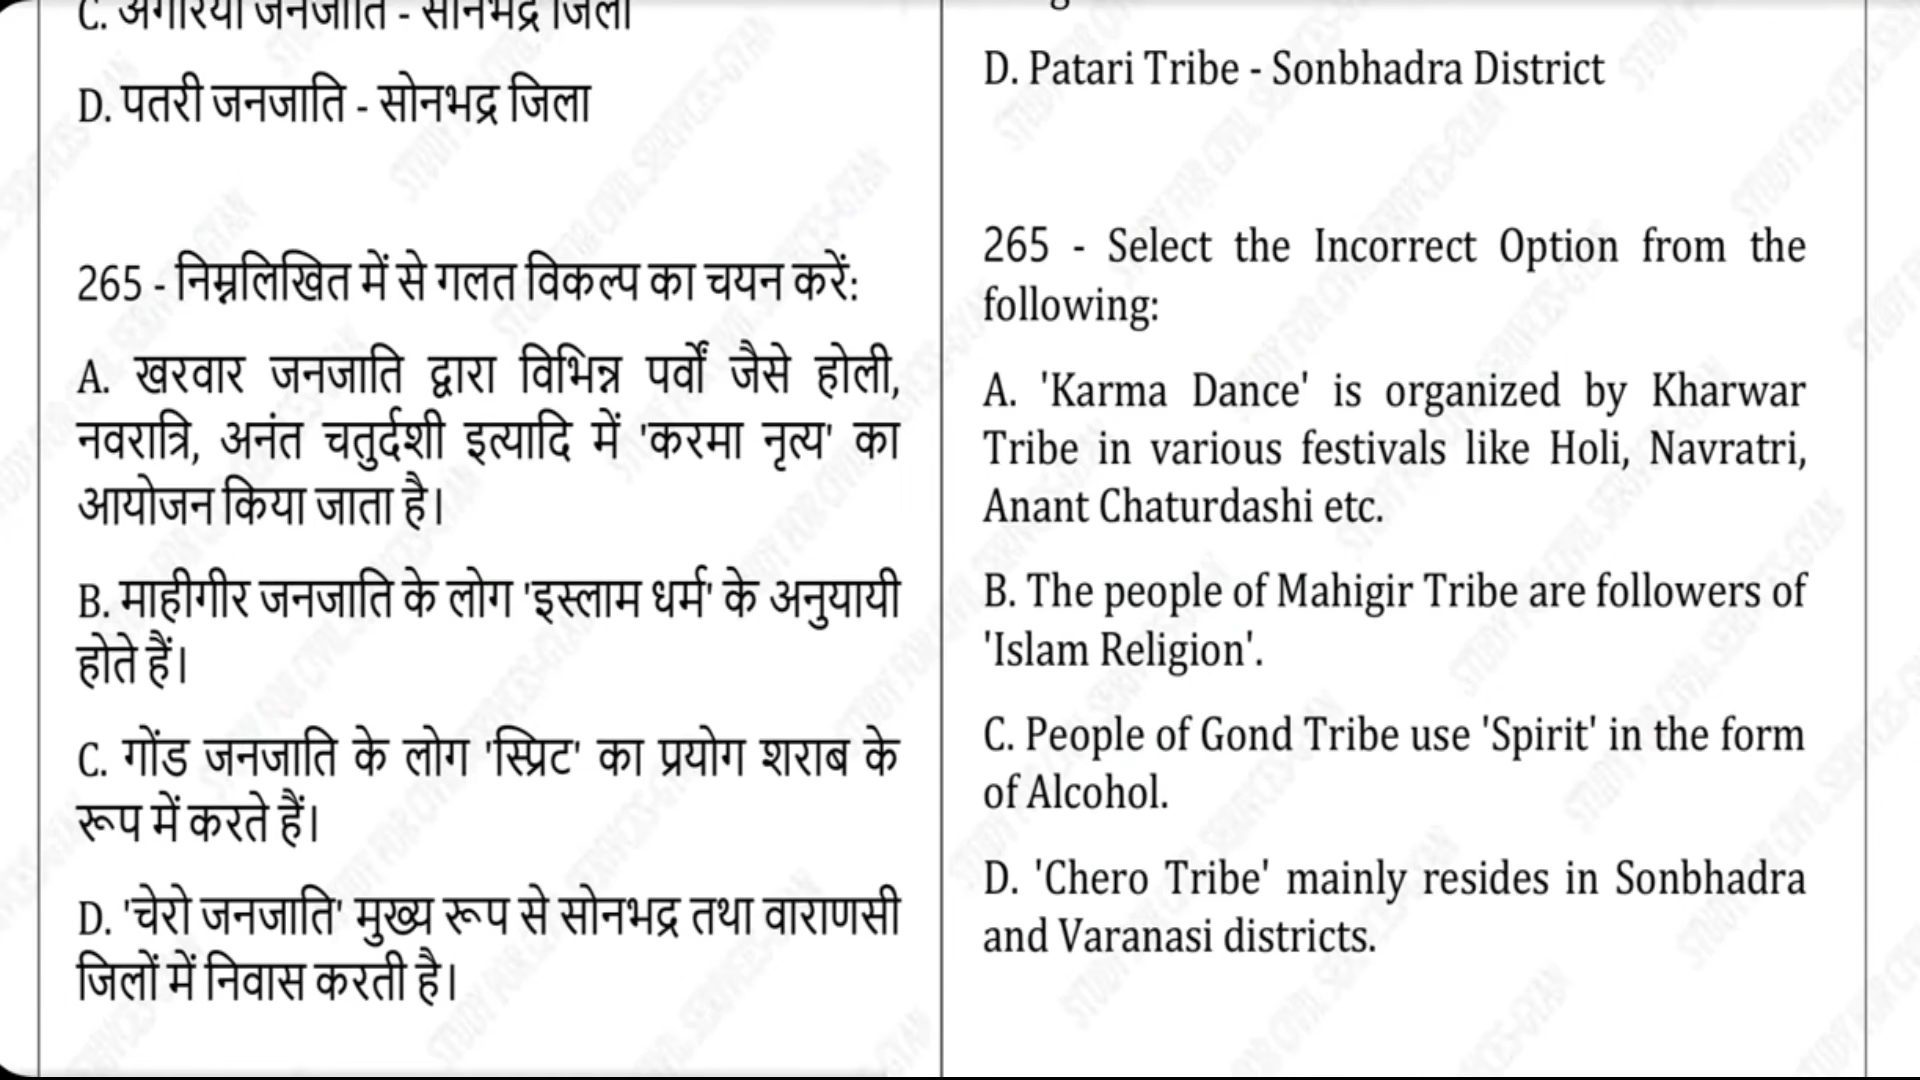 C. अगरिया जनजाति - सोनभद्र जिला
D. पतरी जनजाति - सोनभद्र जिला
265 - निम्नलिखित में से गलत विकल्प का चयन करें:
A. खरवार जनजाति द्वारा विभिन्न पर्वों जैसे होली,
नवरात्रि, अनंत चतुर्दशी इत्यादि में 'करमा नृत्य' का
आयोजन किया जाता है।
B. माहीगीर जनजाति के लोग 'इस्लाम धर्म' के अनुयायी
होते हैं।
C. गोंड जनजाति के लोग 'स्प्रिट' का प्रयोग शराब के
रूप में करते हैं।
D. 'चेरो जनजाति' मुख्य रूप से सोनभद्र तथा वाराणसी
जिलों में निवास करती है।
D. Patari Tribe - Sonbhadra District
265 - Select the Incorrect Option from the
following:
A. 'Karma Dance' is organized by Kharwar
Tribe in various festivals like Holi, Navratri,
Anant Chaturdashi etc.
B. The people of Mahigir Tribe are followers of
'Islam Religion'.
C. People of Gond Tribe use 'Spirit' in the form
of Alcohol.
D. 'Chero Tribe' mainly resides in Sonbhadra
and Varanasi districts.